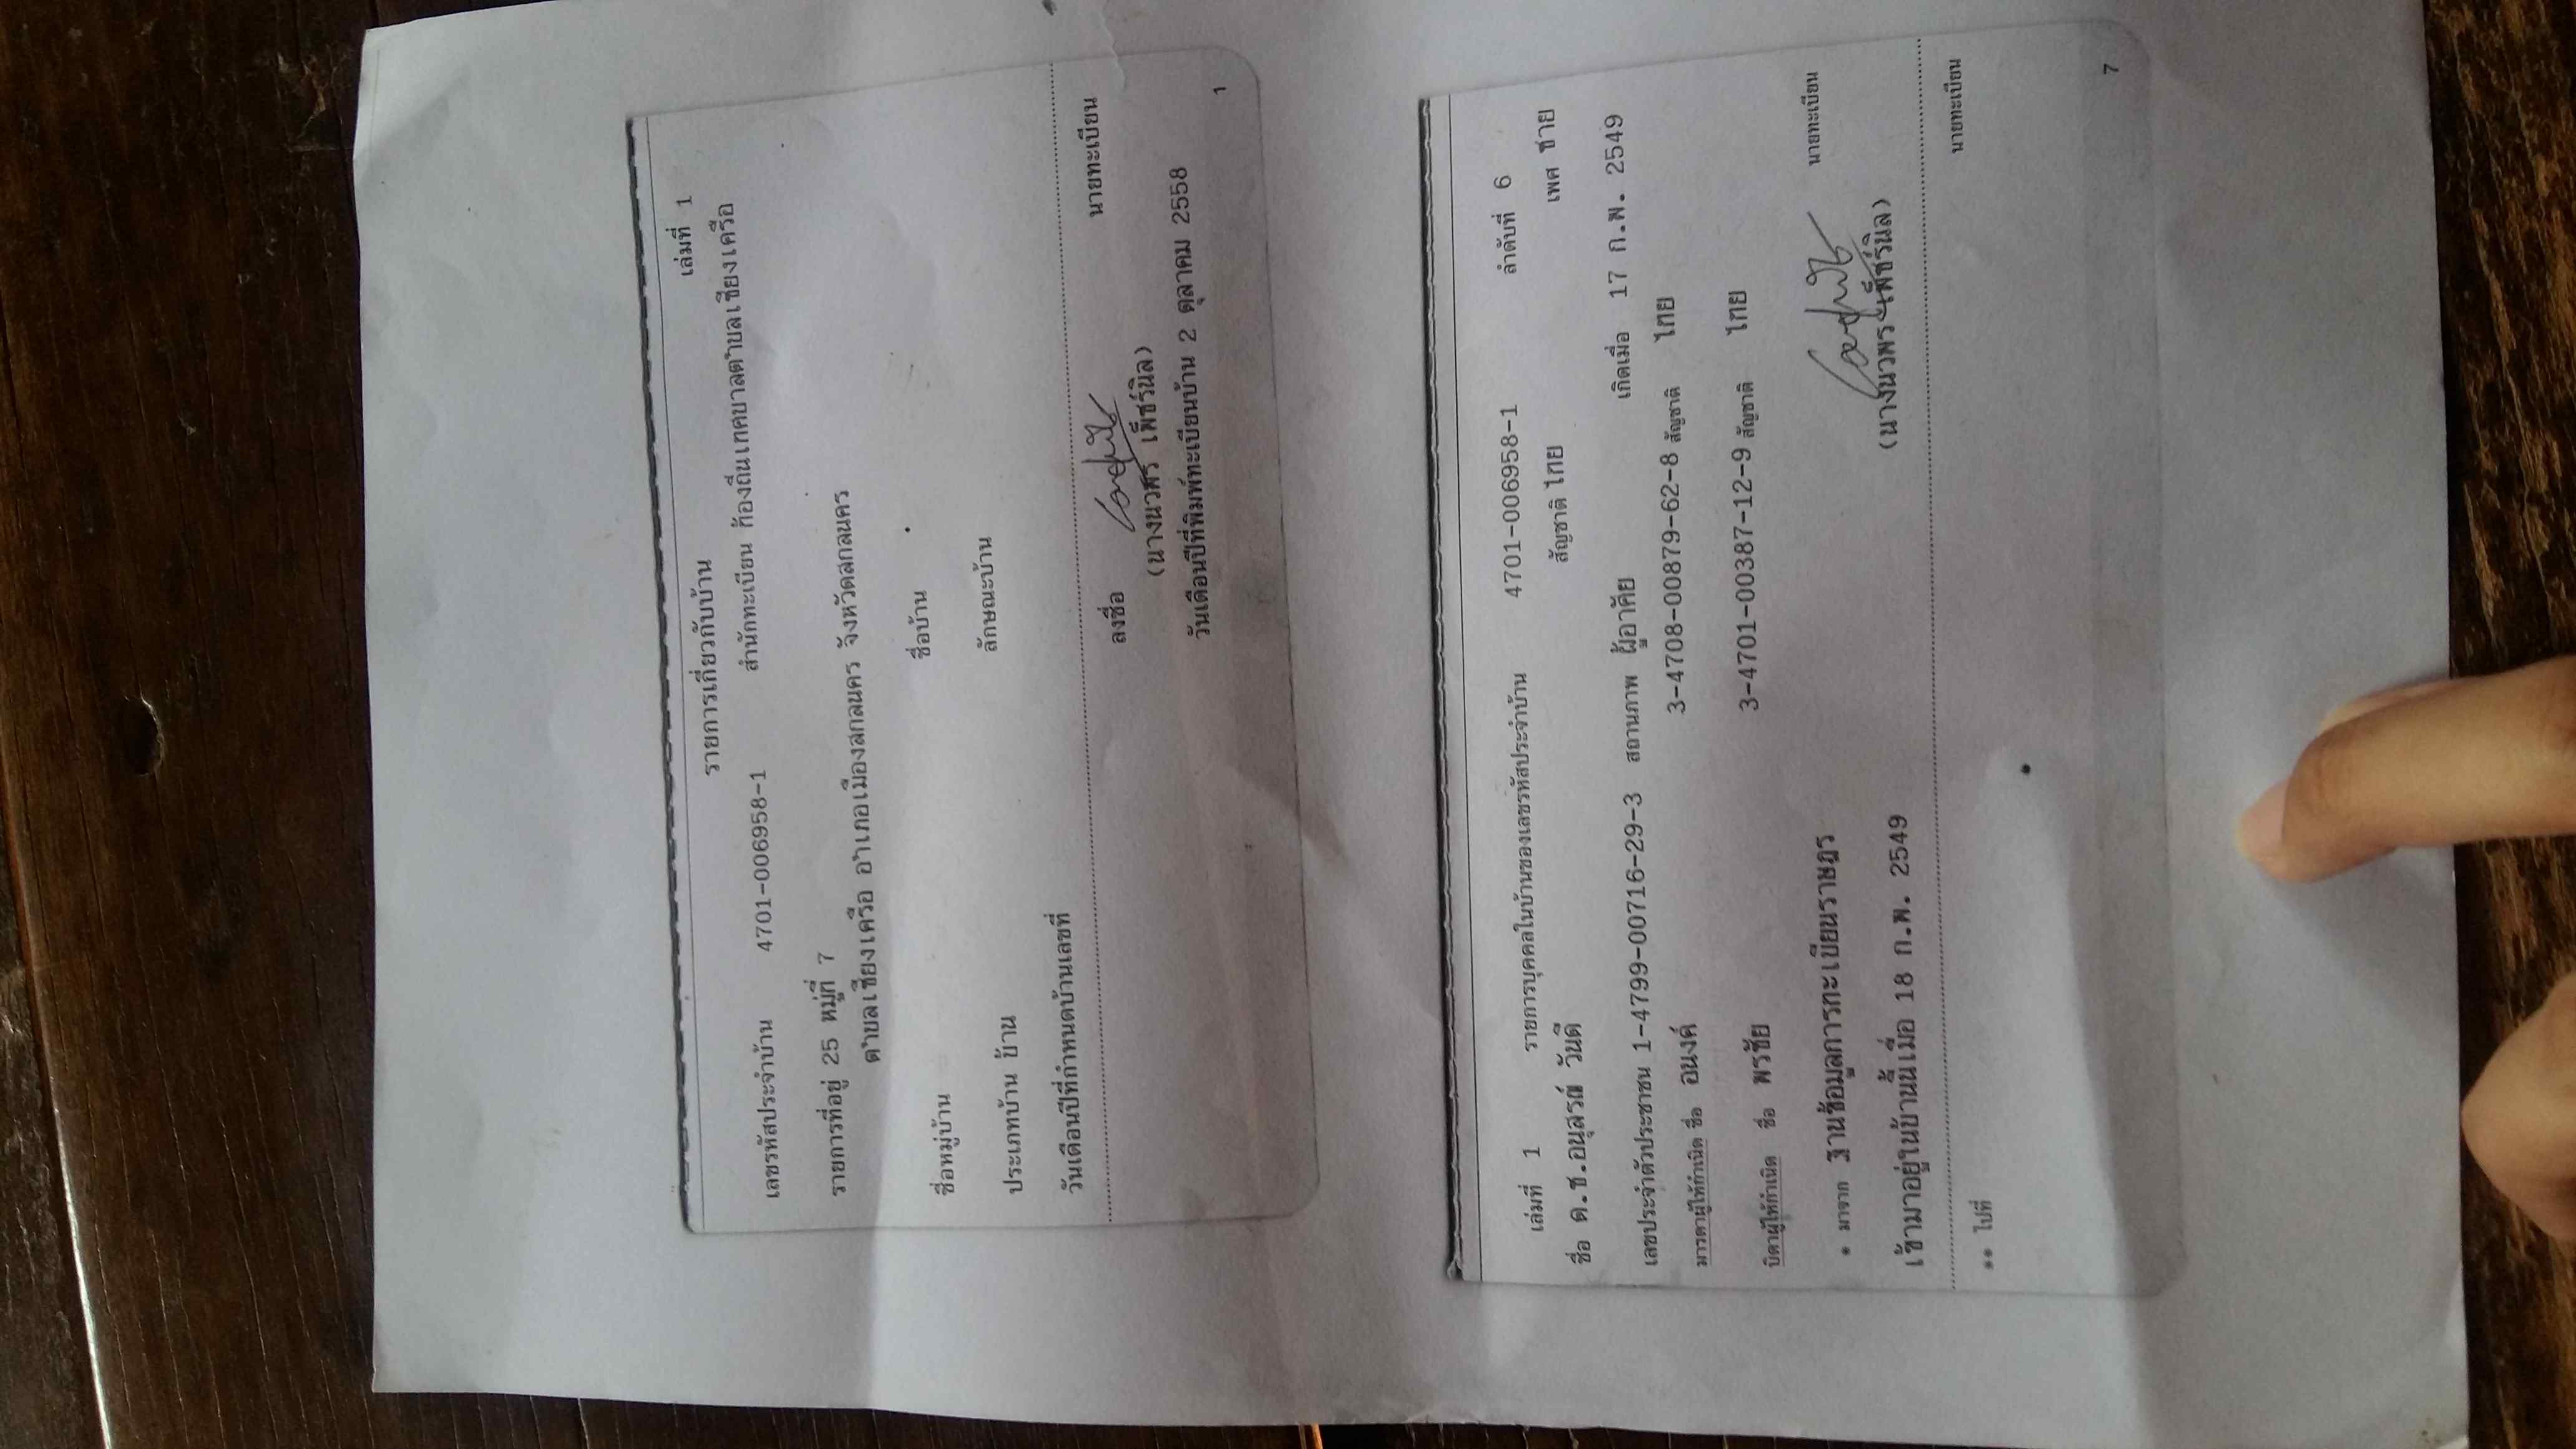 เล่มที่ 1
รายการเกี่ยวกับบ้าน
เลขรหัสประจำบ้าน 4701-006958-1 สำนักทะเบียน ท้องถิ่นเทศบาลตำบลเชียงเครือ
รายการที่อยู่ 25 หมู่ที่ 7
ตำบลเชียงเครือ อำเภอเมืองสกลนคร จังหวัดสกลนคร
ชื่อหมู่บ้าน ชื่อบ้าน
ประเภทบ้าน บ้าน ลักษณะบ้าน
วันเดือนปีที่กำหนดบ้านเลขที่
ลงชื่อ นายทะเบียน
(นางนวพร เพ็ชร์นิล)
วันเดือนปีที่พิมพ์ทะเบียนบ้าน 2 ตุลาคม 2558
1
เล่มที่ 1 รายการบุคคลในบ้านของเลขรหัสประจำบ้าน 4701-006958-1 ลำดับที่ 6
ชื่อ ด.ช.อนุสรณ์ วันดี สัญชาติ ไทย เพศ ชาย
เลขประจำตัวประชาชน 1-4799-00716-29-3 สถานภาพ ผู้อาศัย เกิดเมื่อ 17 ก.พ. 2549
มารดาผู้ให้กำเนิด ชื่อ อนงค์ 3-4708-00879-62-8 สัญชาติ ไทย
บิดาผู้ให้กำเนิด ชื่อ พรชัย 3-4701-00387-12-9 สัญชาติ ไทย
* มาจาก ฐานข้อมูลการทะเบียนราษฎร
นายทะเบียน
เข้ามาอยู่ในบ้านนี้เมื่อ 18 ก.พ. 2549 (นางนวพร เพ็ชร์นิล)
** ไปที่ นายทะเบียน
7